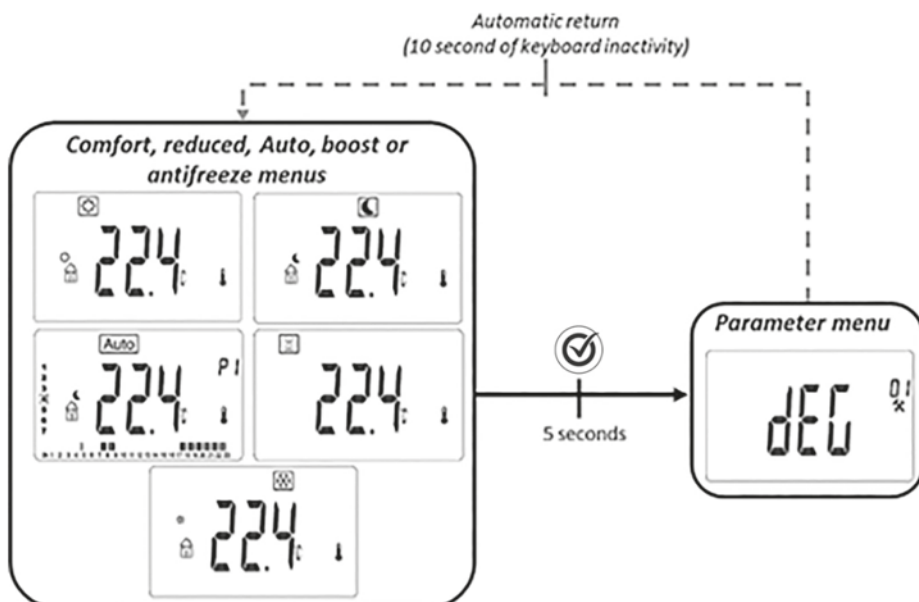 Automatic return
(10 second of keyboard inactivity)
Comfort, reduced, Auto, boost or
antifreeze menus
22.4
22.4
Auto
P1
22.4
22.4
22.4
5 seconds
Parameter menu
dEG
01